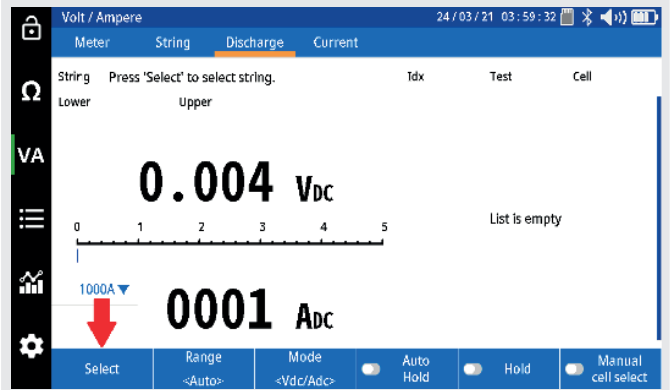 Volt / Ampere 24/03/21 03:59:32
Meter String Discharge Current
String Press 'Select' to select string. Idx Test Cell
Lower Upper
Ω
VA
0.004 VDC
0 1 2 3 4 5
List is empty
1000A▼
0001 ADC
Select Range Mode Auto Hold Manual
<Auto> <Vdc/Adc> Hold cell select